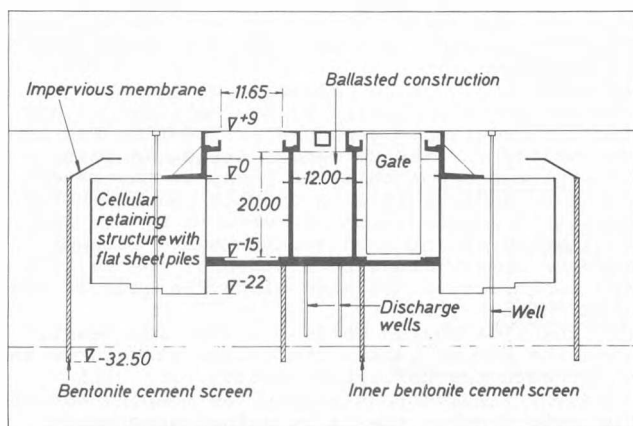 Impervious membrane
11.65
Ballasted construction
+9
0
12.00
Gate
20.00
Cellular
retaining
structure with
flat sheet piles
-15
-22
Discharge
wells
Well
-32.50
Bentonite cement screen
Inner bentonite cement screen